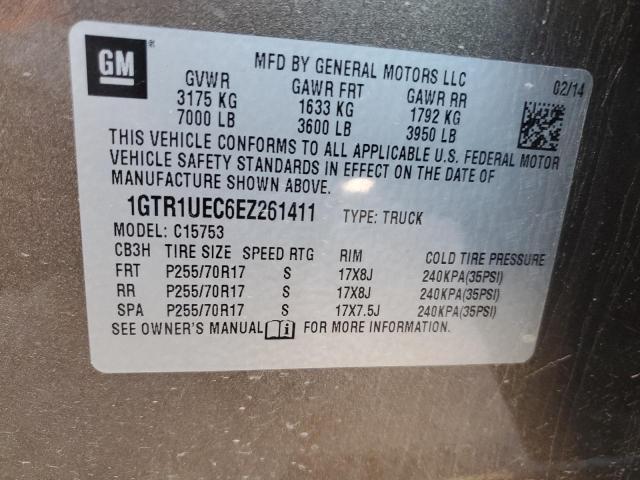 GM
MFD BY GENERAL MOTORS LLC
02/14
GVWR GAWR FRT GAWR RR
3175 KG 1633 KG 1792 KG
7000 LB 3600 LB 3950 LB
THIS VEHICLE CONFORMS TO ALL APPLICABLE U.S. FEDERAL MOTOR
VEHICLE SAFETY STANDARDS IN EFFECT ON THE DATE OF
MANUFACTURE SHOWN ABOVE.
1GTR1UEC6EZ261411 TYPE: TRUCK
MODEL: C15753
CB3H TIRE SIZE SPEED RTG RIM COLD TIRE PRESSURE
FRT P255/70R17 S 17X8J 240KPA(35PSI)
RR P255/70R17 S 17X8J 240KPA(35PSI)
SPA P255/70R17 S 17X7.5J 240KPA(35PSI)
SEE OWNER'S MANUAL FOR MORE INFORMATION.